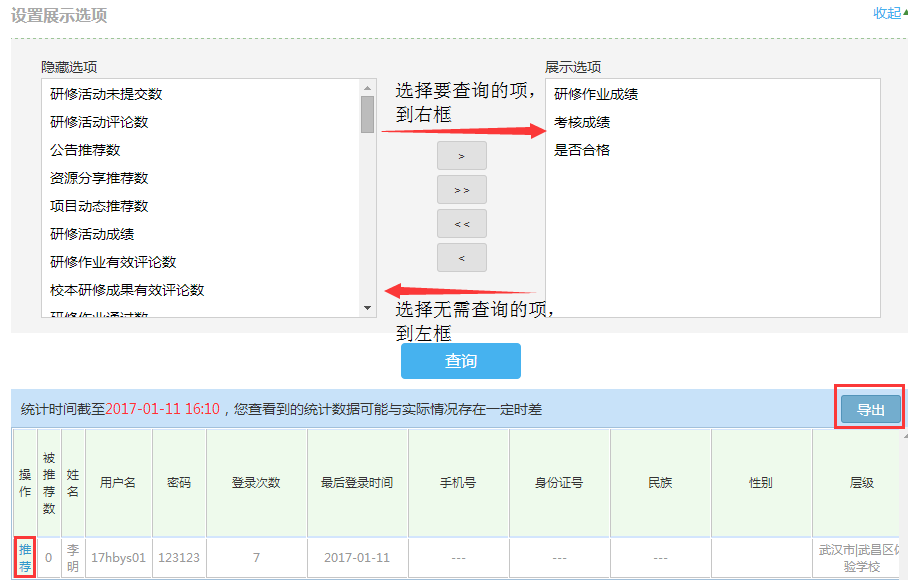 设置展示选项
收起
隐藏选项
展示选项
研修活动未提交数
研修活动评论数
公告推荐数
资源分享推荐数
项目动态推荐数
研修活动成绩
研修作业有效评论数
校本研修成果有效评论数
研修作业通过数
选择要查询的项，
到右框
>
>>
<<
<
选择无需查询的项，
到左框
研修作业成绩
考核成绩
是否合格
查询
统计时间截至2017-01-11 16:10，您查看到的统计数据可能与实际情况存在一定时差
导出
操作 被推荐数 姓名 用户名 密码 登录次数 最后登录时间 手机号 身份证号 民族 性别 层级
推荐 0 李明 17hbys01 123123 7 2017-01-11 --- --- --- 武汉市|武昌区体验学校